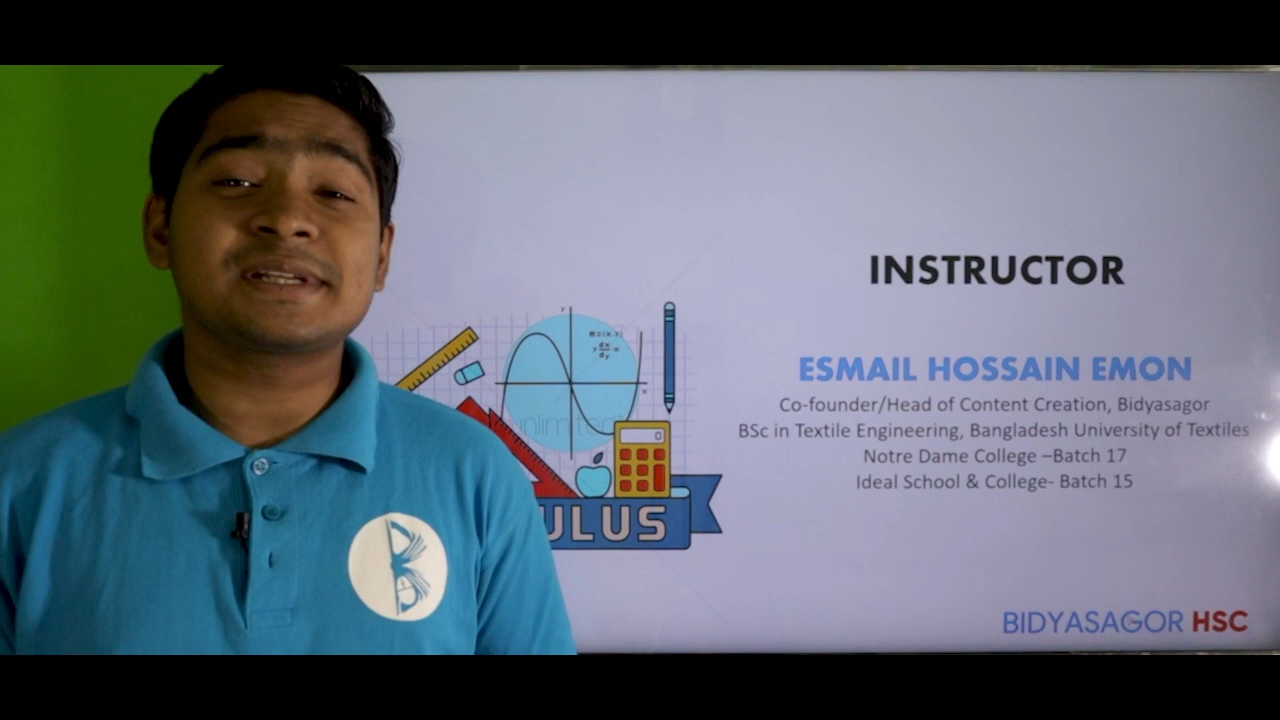 INSTRUCTOR
ESMAIL HOSSAIN EMON
Co-founder/Head of Content Creation, Bidyasagor
BSc in Textile Engineering, Bangladesh University of Textiles
Notre Dame College –Batch 17
Ideal School & College- Batch 15
y
x
ULUS
BIDYASAGOR HSC